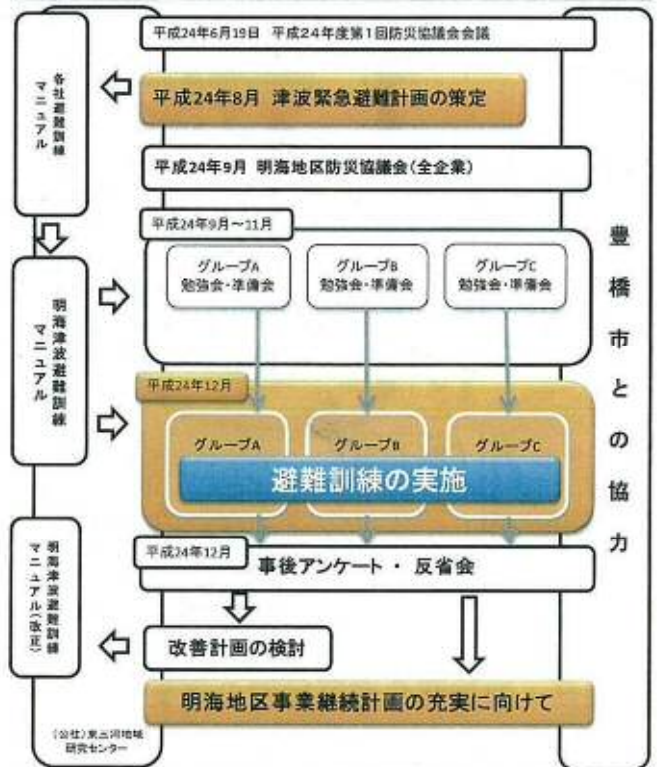 平成24年6月19日 平成24年度第1回防災協議会会議
各社避難訓練
マニュアル
平成24年8月 津波緊急避難計画の策定
平成24年9月 明海地区防災協議会(全企業)
平成24年9月～11月
グループA
勉強会・準備会
グループB
勉強会・準備会
グループC
勉強会・準備会
明海津波避難訓練
マニュアル
平成24年12月
グループA
グループB
グループC
避難訓練の実施
平成24年12月
事後アンケート・反省会
明海津波避難訓練
マニュアル(改正)
改善計画の検討
明海地区事業継続計画の充実に向けて
(公社)東三河地域
研究センター
豊橋市との協力